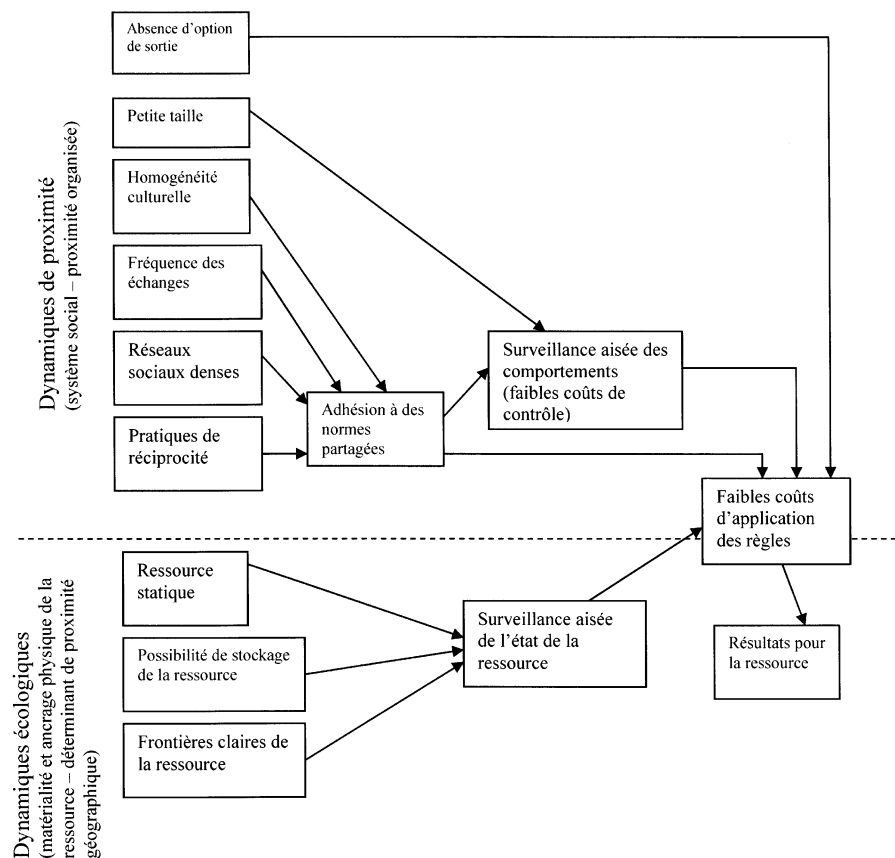 Absence d'option
de sortie
Petite taille
Homogénéité
culturelle
Fréquence des
échanges
Réseaux
sociaux denses
Pratiques de
réciprocité
Dynamiques de proximité
(système social – proximité organisée)
Adhésion à des
normes
partagées
Surveillance aisée des
comportements
(faibles coûts de
contrôle)
Faibles coûts
d'application
des règles
Ressource
statique
Possibilité de stockage
de la ressource
Frontières claires de
la ressource
Dynamiques écologiques
(matérialité et ancrage physique de la
ressource – déterminant de proximité
géographique)
Surveillance aisée
de l'état de la
ressource
Résultats pour
la ressource